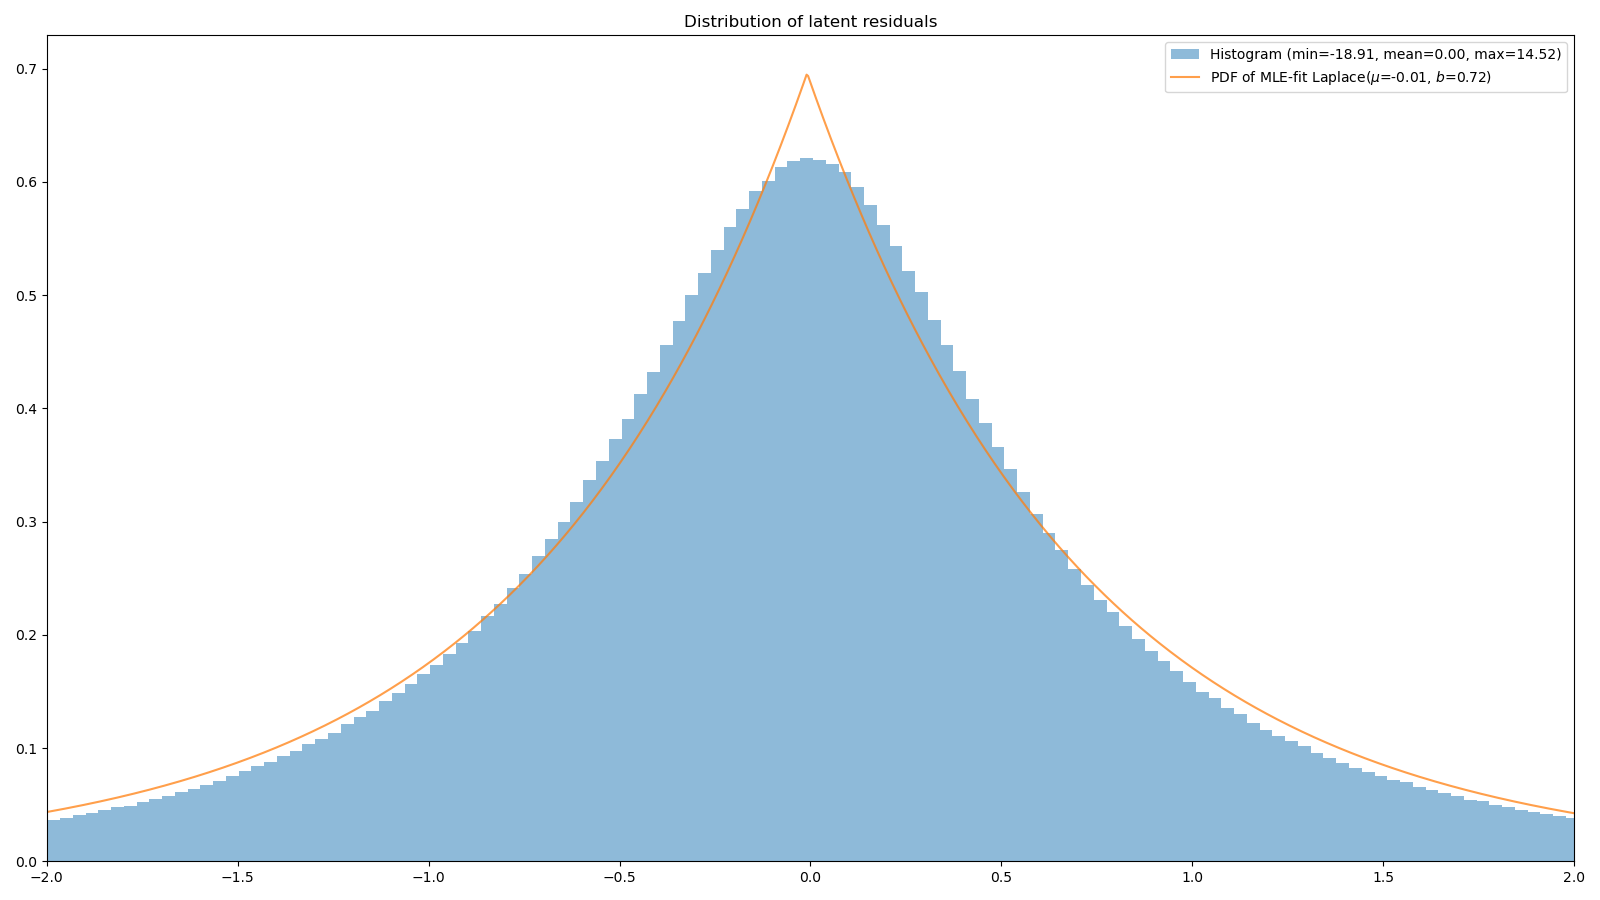 Distribution of latent residuals
Histogram (min=-18.91, mean=0.00, max=14.52)
PDF of MLE-fit Laplace(μ=-0.01, b=0.72)
0.7
0.6
0.5
0.4
0.3
0.2
0.1
0.0
−2.0 −1.5 −1.0 −0.5 0.0 0.5 1.0 1.5 2.0